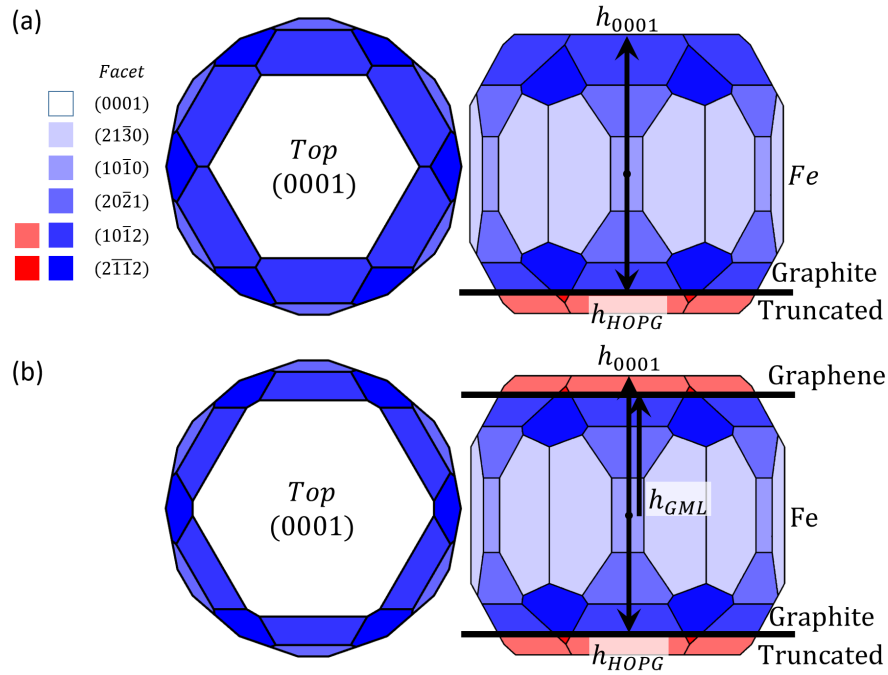 (a)
Facet
(0001)
(213̄0)
(101̄0)
(202̄1)
(101̄2)
(21̄1̄2)
Top
(0001)
h0001
Fe
Graphite
hHOPG
Truncated
(b)
h0001
Graphene
Top
(0001)
hGML
Fe
Graphite
hHOPG
Truncated